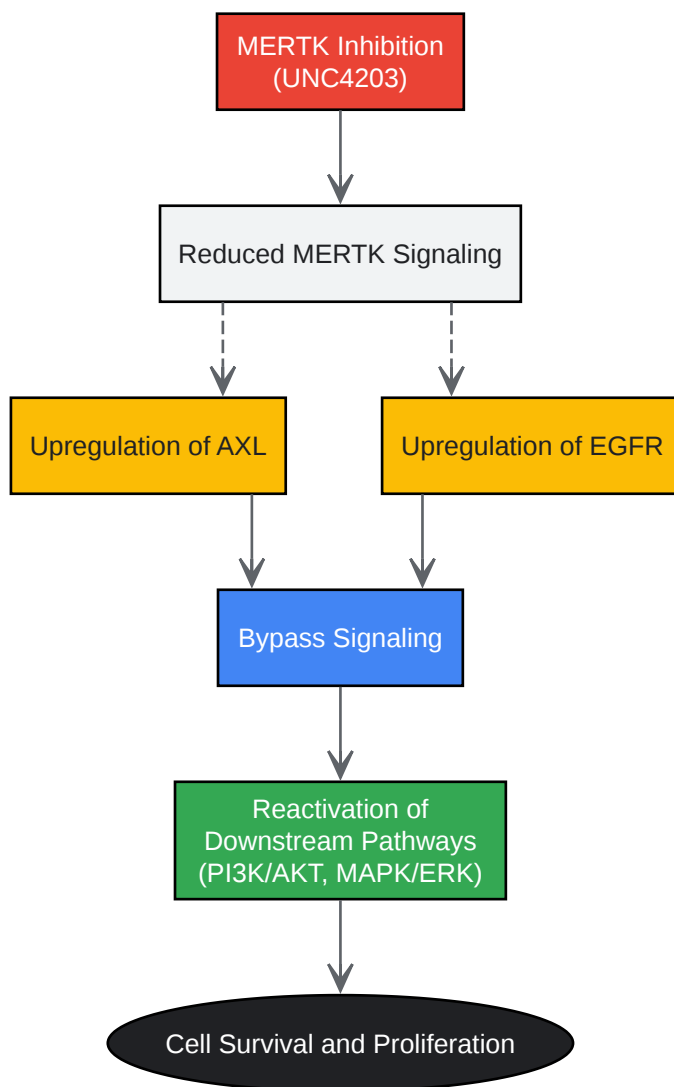 MERTK Inhibition
(UNC4203)
Reduced MERTK Signaling
Upregulation of AXL
Upregulation of EGFR
Bypass Signaling
Reactivation of
Downstream Pathways
(PI3K/AKT, MAPK/ERK)
Cell Survival and Proliferation